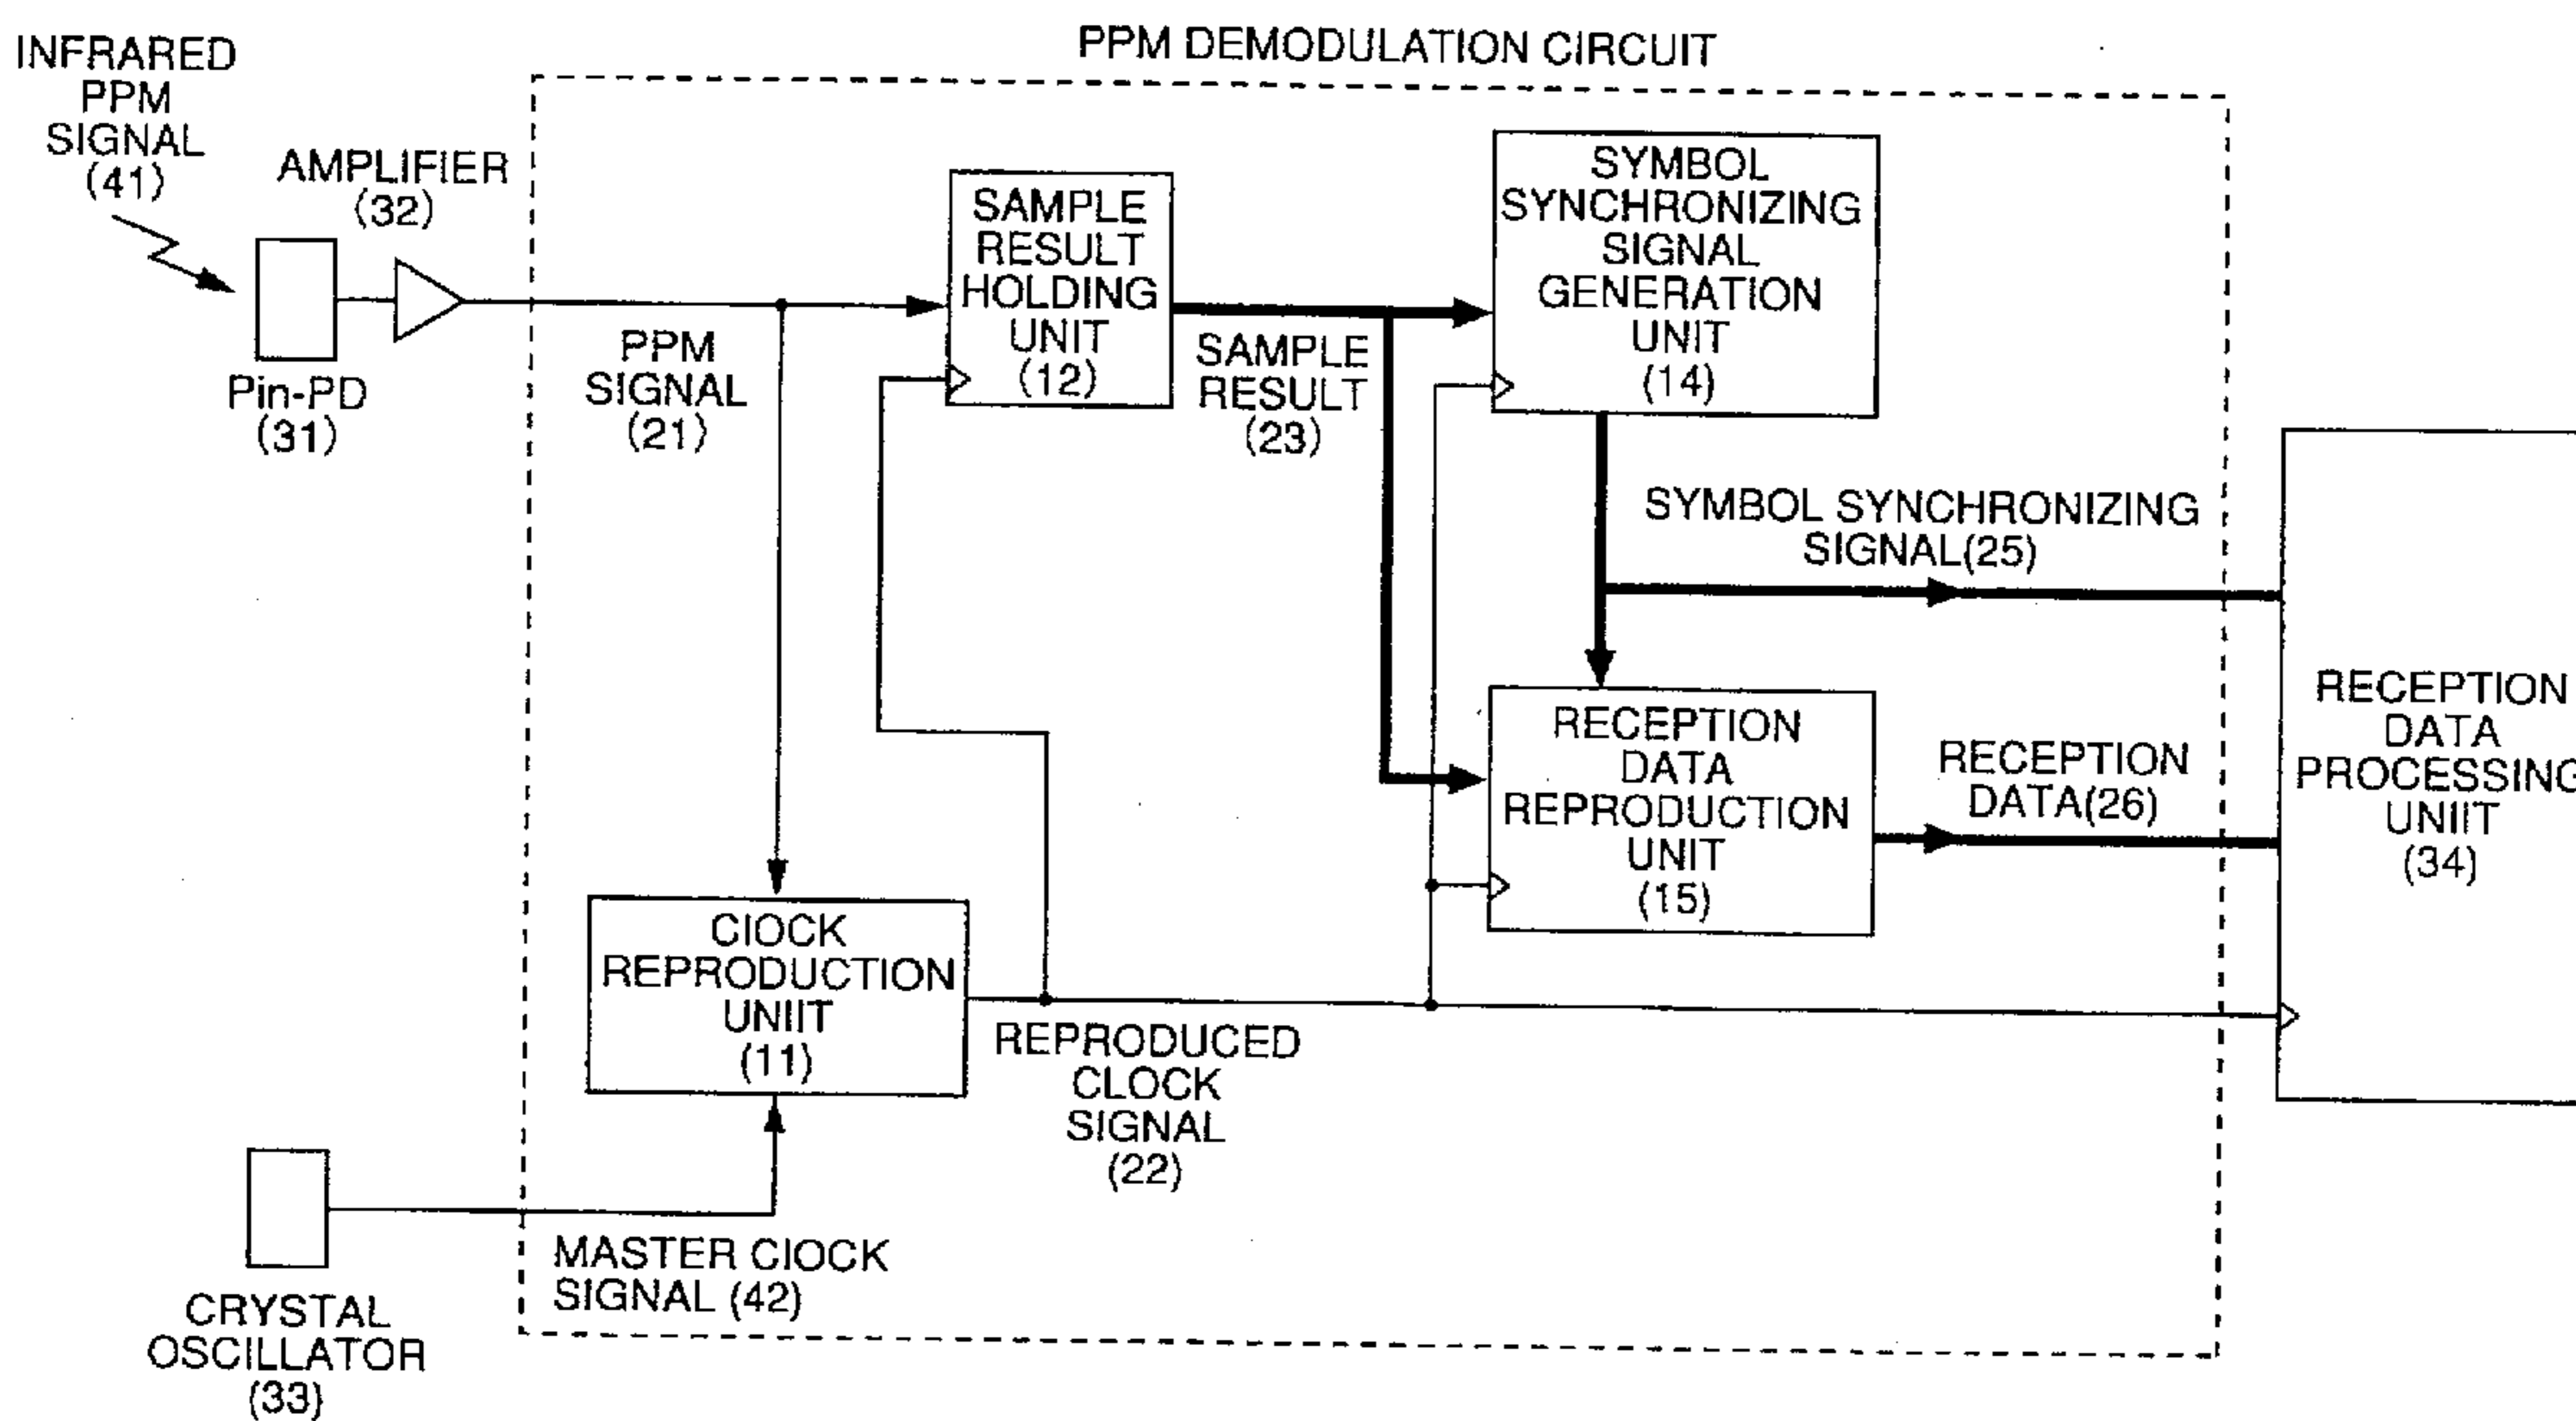 PPM DEMODULATION CIRCUIT
INFRARED
PPM
SIGNAL
(41)
AMPLIFIER
(32)
Pin-PD
(31)
PPM
SIGNAL
(21)
SAMPLE
RESULT
HOLDING
UNIT
(12)
SAMPLE
RESULT
(23)
SYMBOL
SYNCHRONIZING
SIGNAL
GENERATION
UNIT
(14)
SYMBOL SYNCHRONIZING
SIGNAL(25)
RECEPTION
DATA
REPRODUCTION
UNIT
(15)
RECEPTION
DATA(26)
RECEPTION
DATA
PROCESSING
UNIIT
(34)
CIOCK
REPRODUCTION
UNIIT
(11)
REPRODUCED
CLOCK
SIGNAL
(22)
MASTER CIOCK
SIGNAL (42)
CRYSTAL
OSCILLATOR
(33)